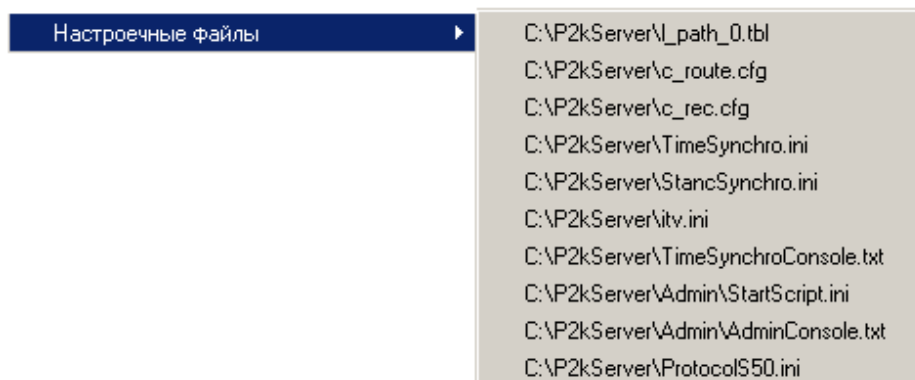 Настроечные файлы
C:\P2kServer\l_path_0.tbl
C:\P2kServer\c_route.cfg
C:\P2kServer\c_rec.cfg
C:\P2kServer\TimeSynchro.ini
C:\P2kServer\StancSynchro.ini
C:\P2kServer\itv.ini
C:\P2kServer\TimeSynchroConsole.txt
C:\P2kServer\Admin\StartScript.ini
C:\P2kServer\Admin\AdminConsole.txt
C:\P2kServer\ProtocolS50.ini